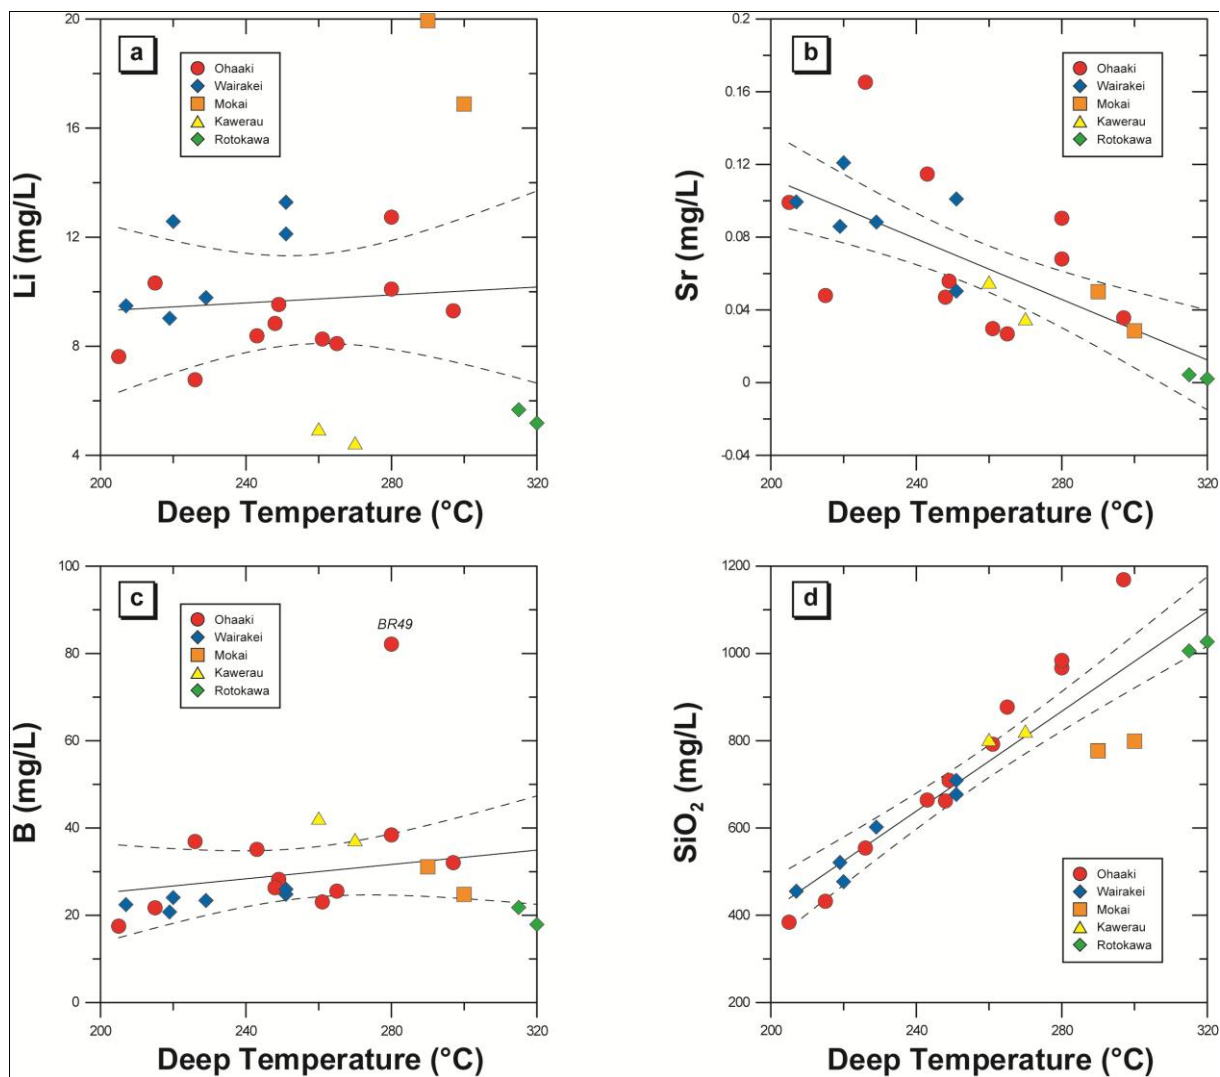 a
Ohaaki
Wairakei
Mokai
Kawerau
Rotokawa
20
16
12
8
4
Li (mg/L)
200
240
280
320
Deep Temperature (°C)
b
Ohaaki
Wairakei
Mokai
Kawerau
Rotokawa
0.2
0.16
0.12
0.08
0.04
0
-0.04
Sr (mg/L)
200
240
280
320
Deep Temperature (°C)
c
Ohaaki
Wairakei
Mokai
Kawerau
Rotokawa
BR49
100
80
60
40
20
0
B (mg/L)
200
240
280
320
Deep Temperature (°C)
d
1200
1000
800
600
400
200
SiO2 (mg/L)
Ohaaki
Wairakei
Mokai
Kawerau
Rotokawa
200
240
280
320
Deep Temperature (°C)